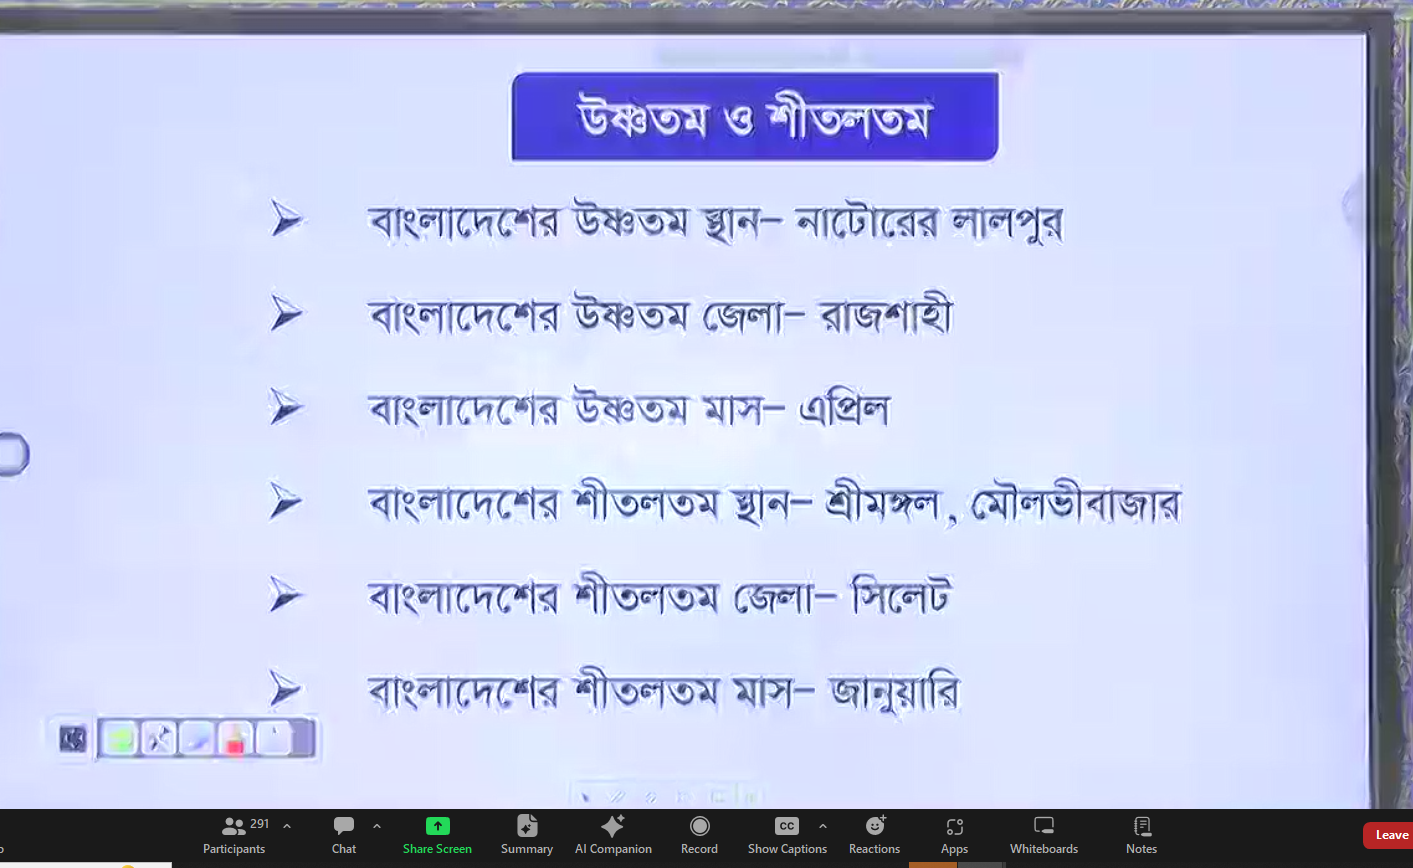 উষ্ণতম ও শীতলতম
➢ বাংলাদেশের উষ্ণতম স্থান– নাটোরের লালপুর
➢ বাংলাদেশের উষ্ণতম জেলা– রাজশাহী
➢ বাংলাদেশের উষ্ণতম মাস– এপ্রিল
➢ বাংলাদেশের শীতলতম স্থান– শ্রীমঙ্গল, মৌলভীবাজার
➢ বাংলাদেশের শীতলতম জেলা– সিলেট
➢ বাংলাদেশের শীতলতম মাস– জানুয়ারি
291 CC
Participants Chat Share Screen Summary AI Companion Record Show Captions Reactions Apps Whiteboards Notes Leave